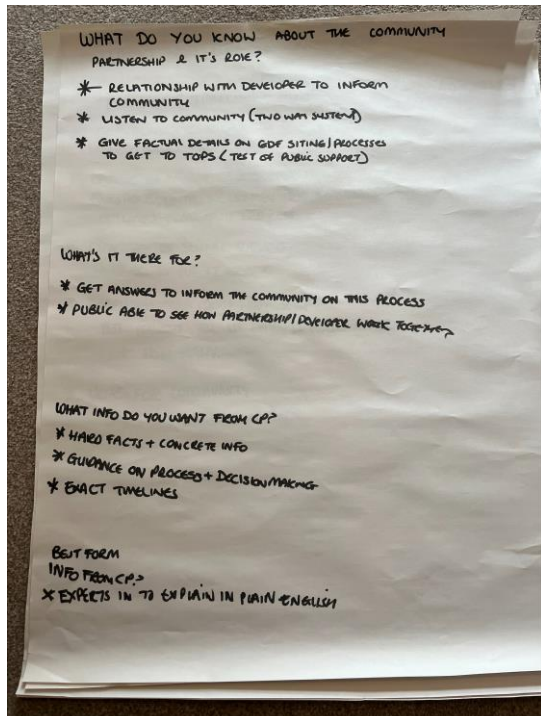 WHAT DO YOU KNOW ABOUT THE COMMUNITY
PARTNERSHIP & IT'S ROLE?
* RELATIONSHIP WITH DEVELOPER TO INFORM
COMMUNITY
* LISTEN TO COMMUNITY (TWO WAY SYSTEM)
* GIVE FACTUAL DETAILS ON GDF SITING/PROCESSES
TO GET TO TOPS (TEST OF PUBLIC SUPPORT)
WHAT'S IT THERE FOR?
* GET ANSWERS TO INFORM THE COMMUNITY ON THIS PROCESS
* PUBLIC ABLE TO SEE HOW PARTNERSHIP/DEVELOPER WORK TOGETHER
WHAT INFO DO YOU WANT FROM CP?
* HARD FACTS + CONCRETE INFO
* GUIDANCE ON PROCESS + DECISION MAKING
* EXACT TIMELINES
BEST FORM
INFO FROM CP?
* EXPERTS IN TO EXPLAIN IN PLAIN ENGLISH